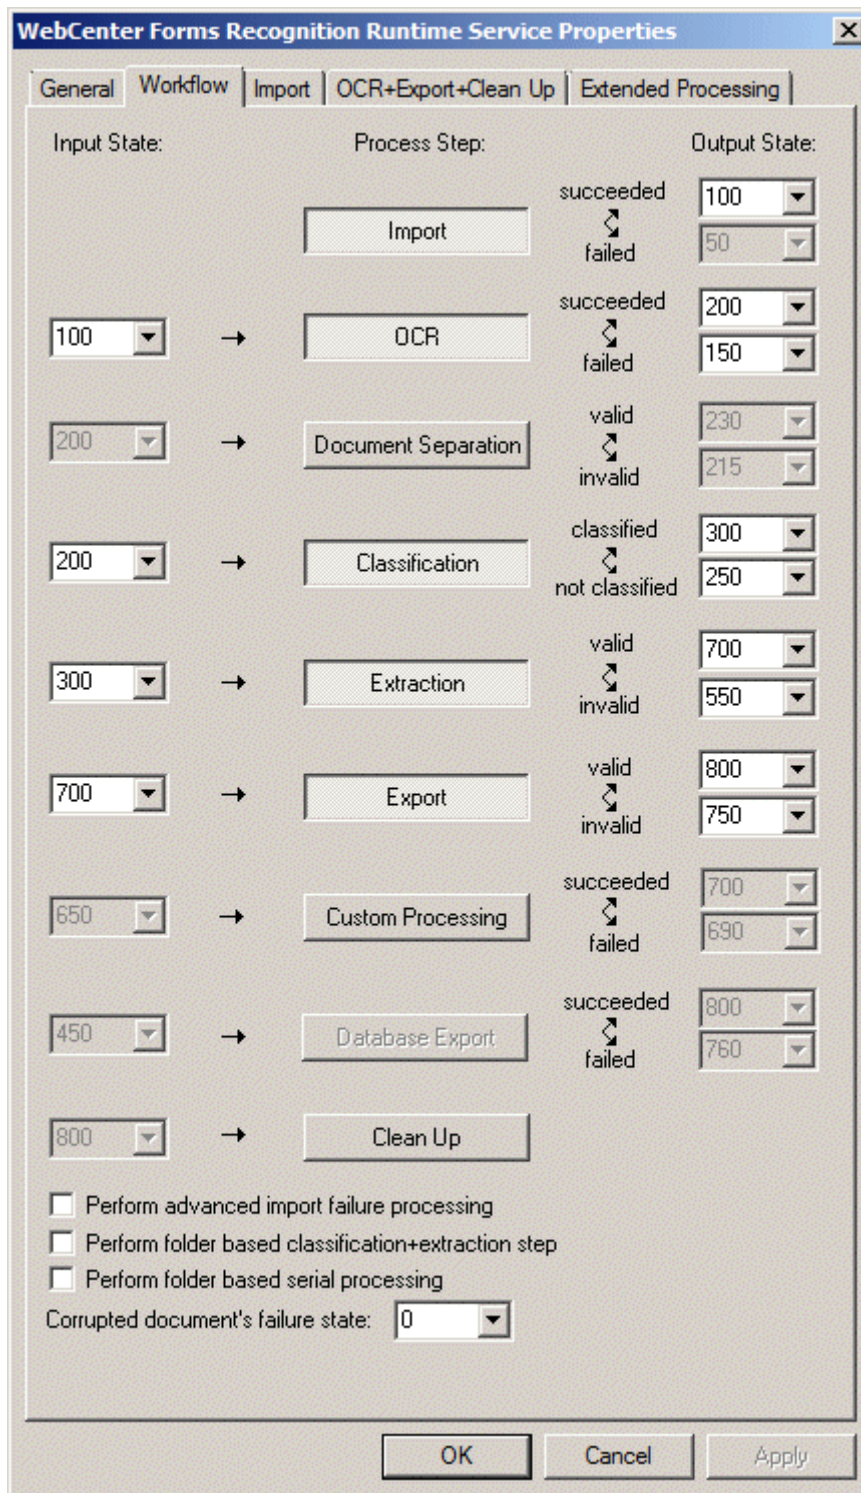 WebCenter Forms Recognition Runtime Service Properties
General Workflow Import OCR+Export+Clean Up Extended Processing
Input State: Process Step: Output State:
succeeded 100
Import
failed 50
succeeded 200
100 OCR
failed 150
valid 230
200 Document Separation
invalid 215
classified 300
200 Classification
not classified 250
valid 700
300 Extraction
invalid 550
valid 800
700 Export
invalid 750
succeeded 700
650 Custom Processing
failed 690
succeeded 800
450 Database Export
failed 760
800 Clean Up
Perform advanced import failure processing
Perform folder based classification+extraction step
Perform folder based serial processing
Corrupted document's failure state: 0
OK Cancel Apply